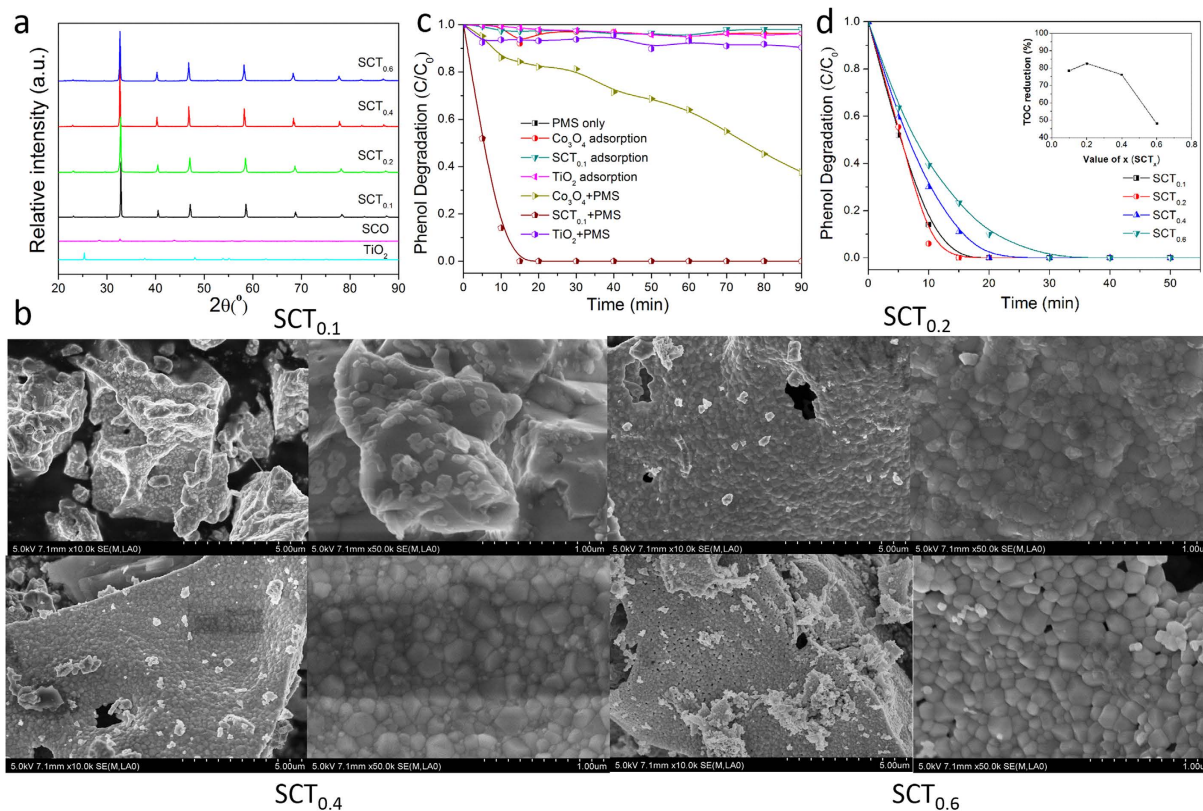 a
Relative intensity (a.u.)
SCT0.6
SCT0.4
SCT0.2
SCT0.1
SCO
TiO2
20 30 40 50 60 70 80 90
2θ(°)
c
Phenol Degradation (C/C0)
1.0
0.8
0.6
0.4
0.2
0.0
PMS only
Co3O4 adsorption
SCT0.1 adsorption
TiO2 adsorption
Co3O4+PMS
SCT0.1+PMS
TiO2+PMS
0 10 20 30 40 50 60 70 80 90
Time (min)
d
Phenol Degradation (C/C0)
1.0
0.8
0.6
0.4
0.2
0.0
TOC reduction (%)
100
90
80
70
60
50
40
0.0 0.2 0.4 0.6 0.8
Value of x (SCTx)
SCT0.1
SCT0.2
SCT0.4
SCT0.6
0 10 20 30 40 50
Time (min)
b
SCT0.1
SCT0.2
5.0kV 7.1mm x10.0k SE(M,LA0) 5.00um
5.0kV 7.1mm x50.0k SE(M,LA0) 1.00um
5.0kV 7.1mm x10.0k SE(M,LA0) 5.00um
5.0kV 7.1mm x50.0k SE(M,LA0) 1.00um
5.0kV 7.1mm x10.0k SE(M,LA0) 5.00um
5.0kV 7.1mm x50.0k SE(M,LA0) 1.00um
5.0kV 7.1mm x10.0k SE(M,LA0) 5.00um
5.0kV 7.1mm x50.0k SE(M,LA0) 1.00um
SCT0.4
SCT0.6